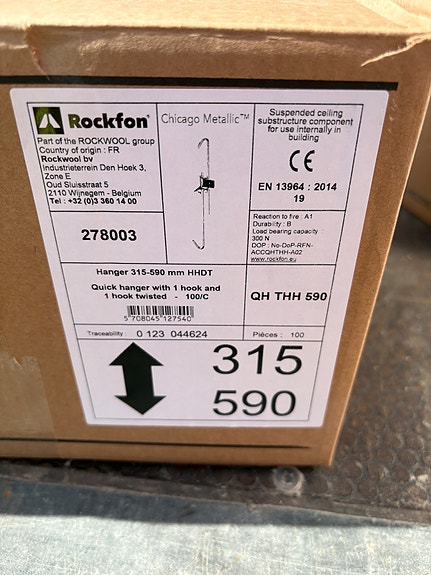 Rockfon®
Part of the ROCKWOOL group
Country of origin : FR
Rockwool bv
Industrieterrein Den Hoek 3,
Zone E
Oud Sluisstraat 5
2110 Wijnegem - Belgium
Tel : +32 (0)3 360 14 00
Chicago Metallic™
Suspended ceiling
substructure component
for use internally in
building
CE
EN 13964 : 2014
19
Reaction to fire : A1
Durability : B
Load bearing capacity :
300 N
DOP : No-DoP-RFN-
ACCQHTHH-A02
www.rockfon.eu
278003
Hanger 315-590 mm HHDT
Quick hanger with 1 hook and
1 hook twisted - 100/C
5 708045 127540
QH THH 590
Traceability 0 123 044624
Pièces : 100
315
590